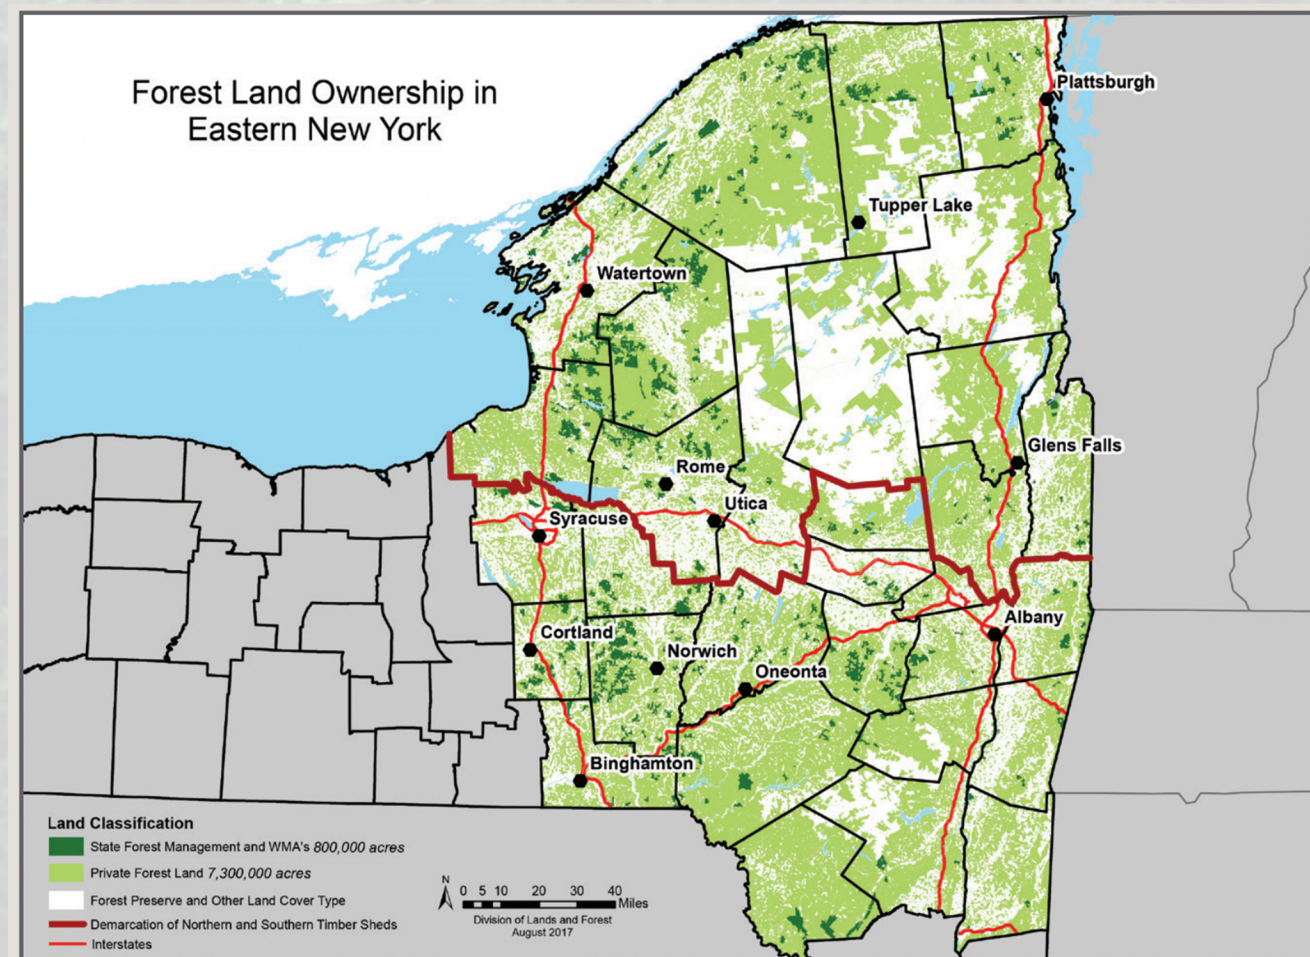 Forest Land Ownership in
Eastern New York
Plattsburgh
Tupper Lake
Watertown
Glens Falls
Rome
Utica
Syracuse
Albany
Cortland
Norwich
Oneonta
Binghamton
Land Classification
State Forest Management and WMA's 800,000 acres
Private Forest Land 7,300,000 acres
Forest Preserve and Other Land Cover Type
Demarcation of Northern and Southern Timber Sheds
Interstates
N
0 5 10 20 30 40
Miles
Division of Lands and Forest
August 2017